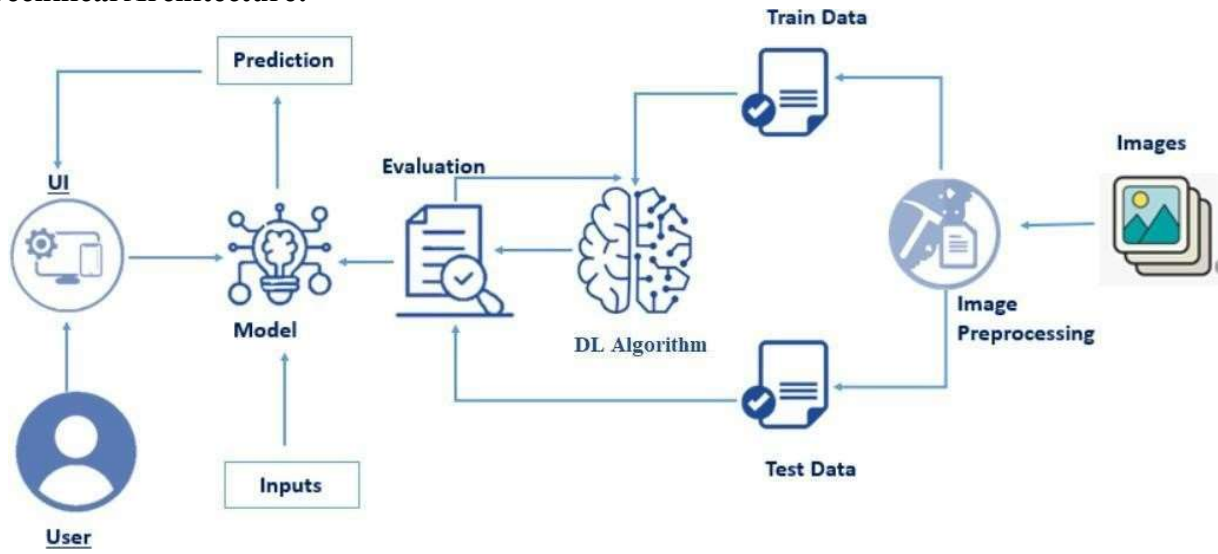 Train Data
Prediction
Images
Evaluation
UI
Model
Image
Preprocessing
DL Algorithm
Inputs
Test Data
User